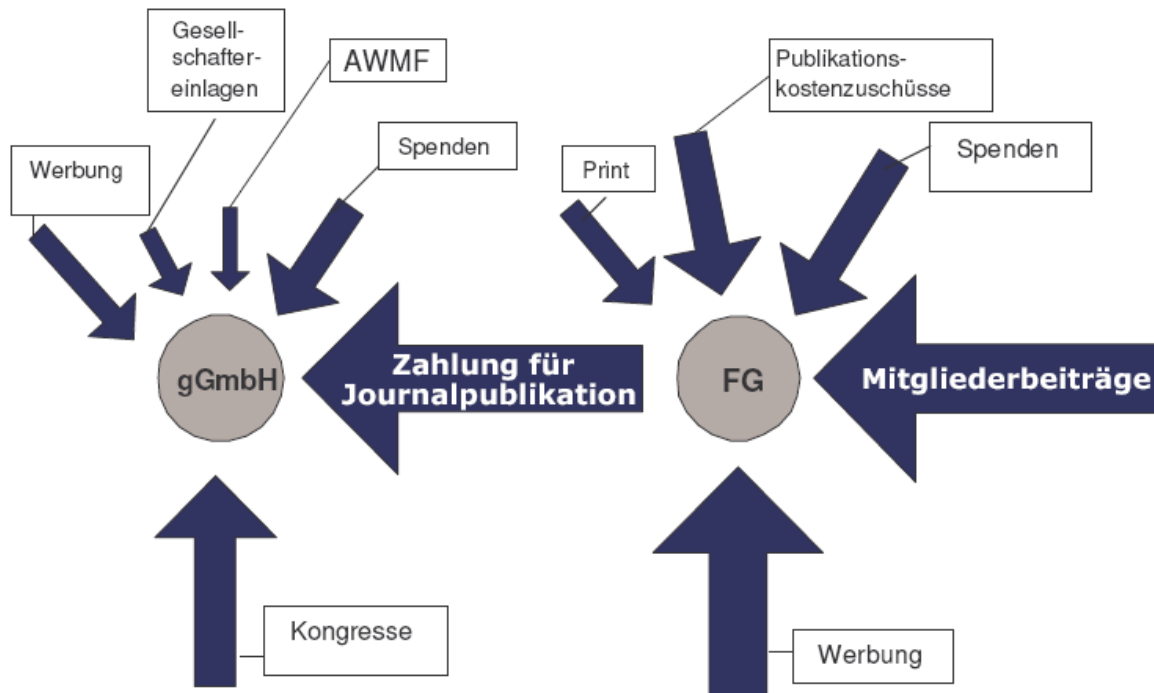 Gesell-
schafter-
einlagen
AWMF
Publikations-
kostenzuschüsse
Werbung
Spenden
Print
Spenden
gGmbH
Zahlung für
Journalpublikation
FG
Mitgliederbeiträge
Kongresse
Werbung